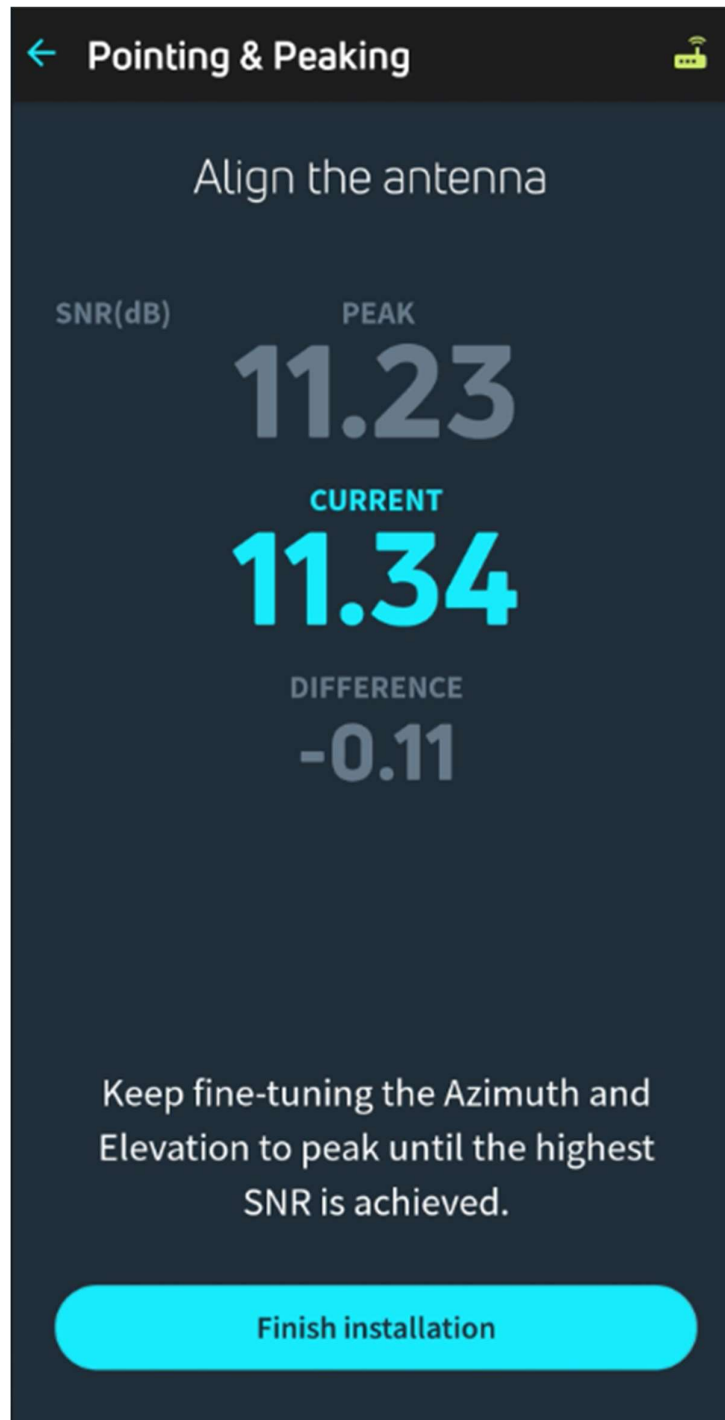 Pointing & Peaking
Align the antenna
SNR(dB)
PEAK
11.23
CURRENT
11.34
DIFFERENCE
-0.11
Keep fine-tuning the Azimuth and
Elevation to peak until the highest
SNR is achieved.
Finish installation